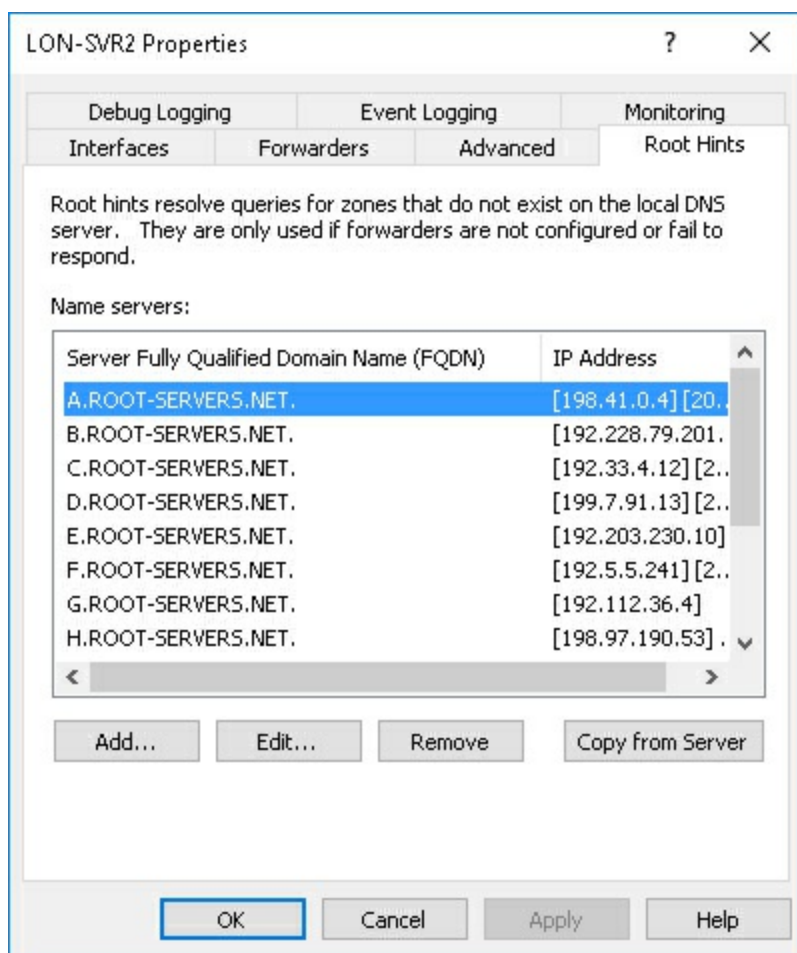 LON-SVR2 Properties ? ×
Debug Logging Event Logging Monitoring
Interfaces Forwarders Advanced Root Hints
Root hints resolve queries for zones that do not exist on the local DNS
server. They are only used if forwarders are not configured or fail to
respond.
Name servers:
Server Fully Qualified Domain Name (FQDN) IP Address
A.ROOT-SERVERS.NET. [198.41.0.4] [20..
B.ROOT-SERVERS.NET. [192.228.79.201.
C.ROOT-SERVERS.NET. [192.33.4.12] [2..
D.ROOT-SERVERS.NET. [199.7.91.13] [2..
E.ROOT-SERVERS.NET. [192.203.230.10]
F.ROOT-SERVERS.NET. [192.5.5.241] [2..
G.ROOT-SERVERS.NET. [192.112.36.4]
H.ROOT-SERVERS.NET. [198.97.190.53] .
Add... Edit... Remove Copy from Server
OK Cancel Apply Help